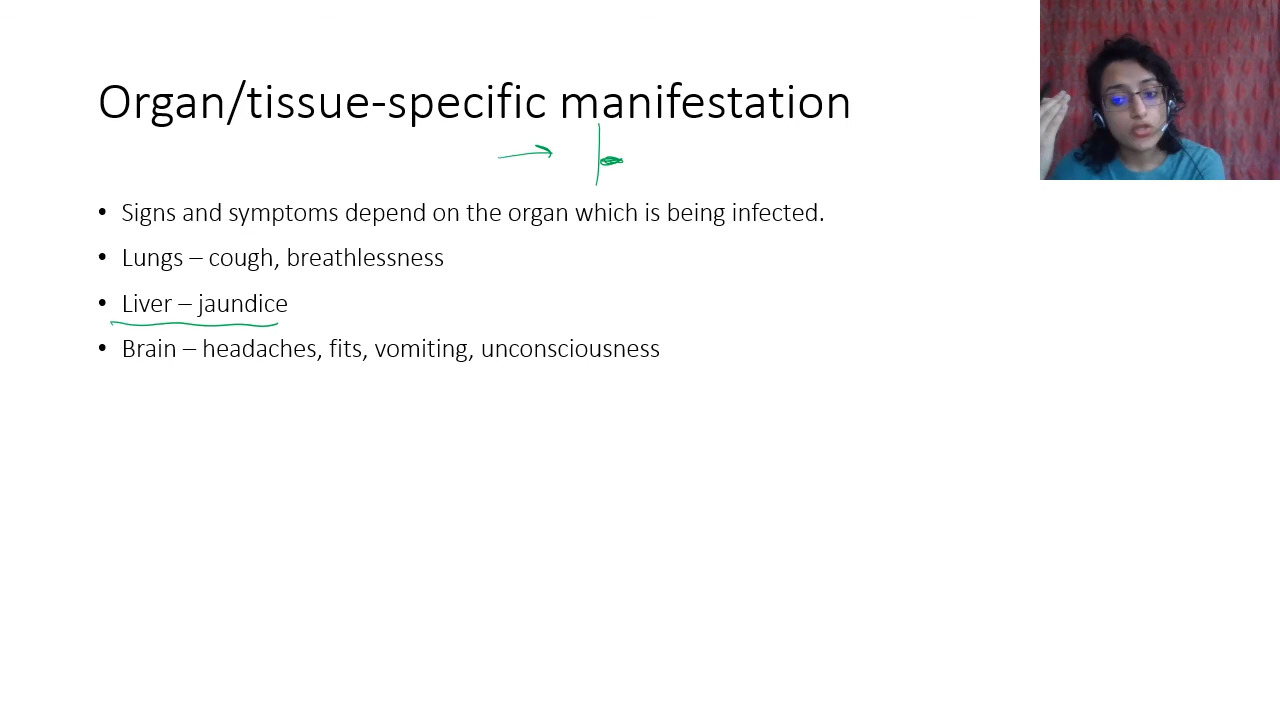 Organ/tissue-specific manifestation
• Signs and symptoms depend on the organ which is being infected.
• Lungs – cough, breathlessness
• Liver – jaundice
• Brain – headaches, fits, vomiting, unconsciousness